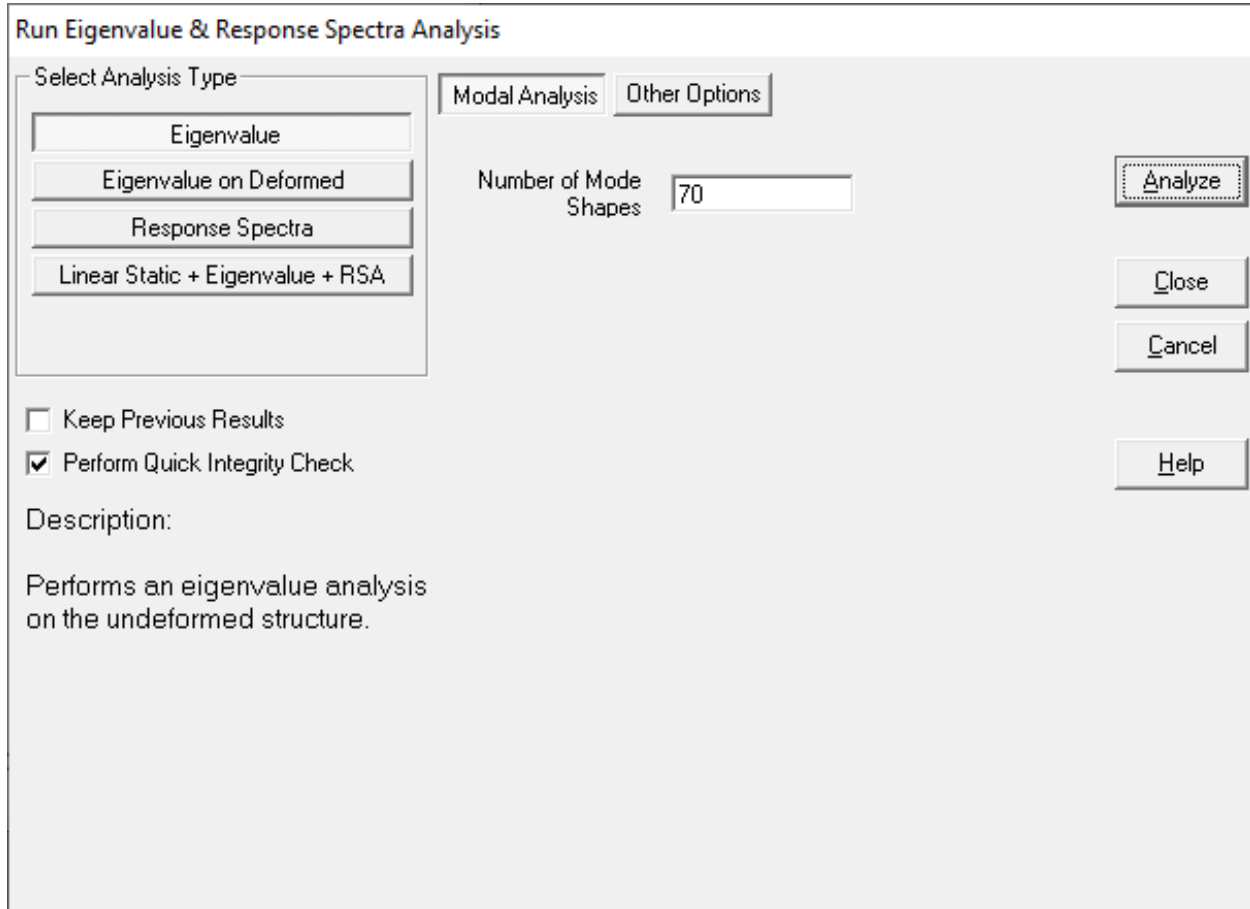 Run Eigenvalue & Response Spectra Analysis
Select Analysis Type
Eigenvalue
Eigenvalue on Deformed
Response Spectra
Linear Static + Eigenvalue + RSA
Modal Analysis
Other Options
Number of Mode
Shapes
70
Analyze
Close
Cancel
Help
Keep Previous Results
Perform Quick Integrity Check
Description:
Performs an eigenvalue analysis
on the undeformed structure.